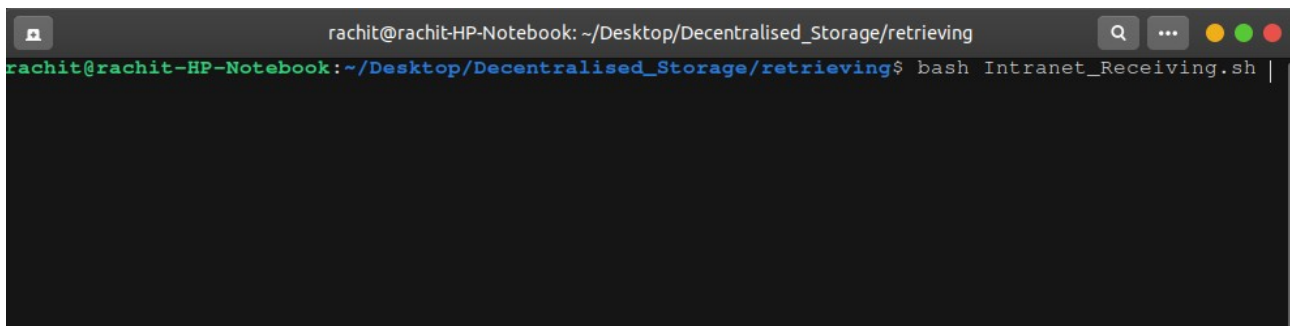 rachit@rachit-HP-Notebook: ~/Desktop/Decentralised_Storage/retrieving
rachit@rachit-HP-Notebook:~/Desktop/Decentralised_Storage/retrieving$ bash Intranet_Receiving.sh